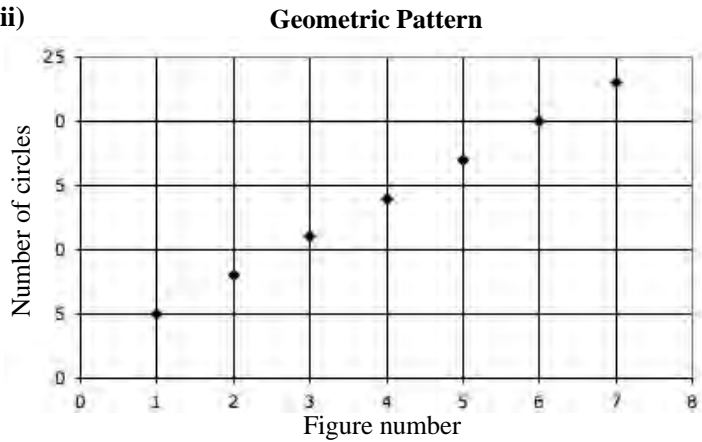 ii)
Geometric Pattern
25
0
5
0
5
0
Number of circles
0 1 2 3 4 5 6 7 8
Figure number